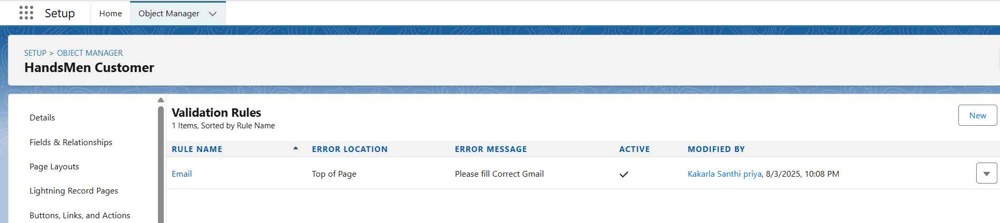 Setup Home Object Manager
SETUP > OBJECT MANAGER
HandsMen Customer
Details
Fields & Relationships
Page Layouts
Lightning Record Pages
Buttons, Links, and Actions
Validation Rules
1 Items, Sorted by Rule Name
New
RULE NAME ERROR LOCATION ERROR MESSAGE ACTIVE MODIFIED BY
Email Top of Page Please fill Correct Gmail Kakarla Santhi priya, 8/3/2025, 10:08 PM